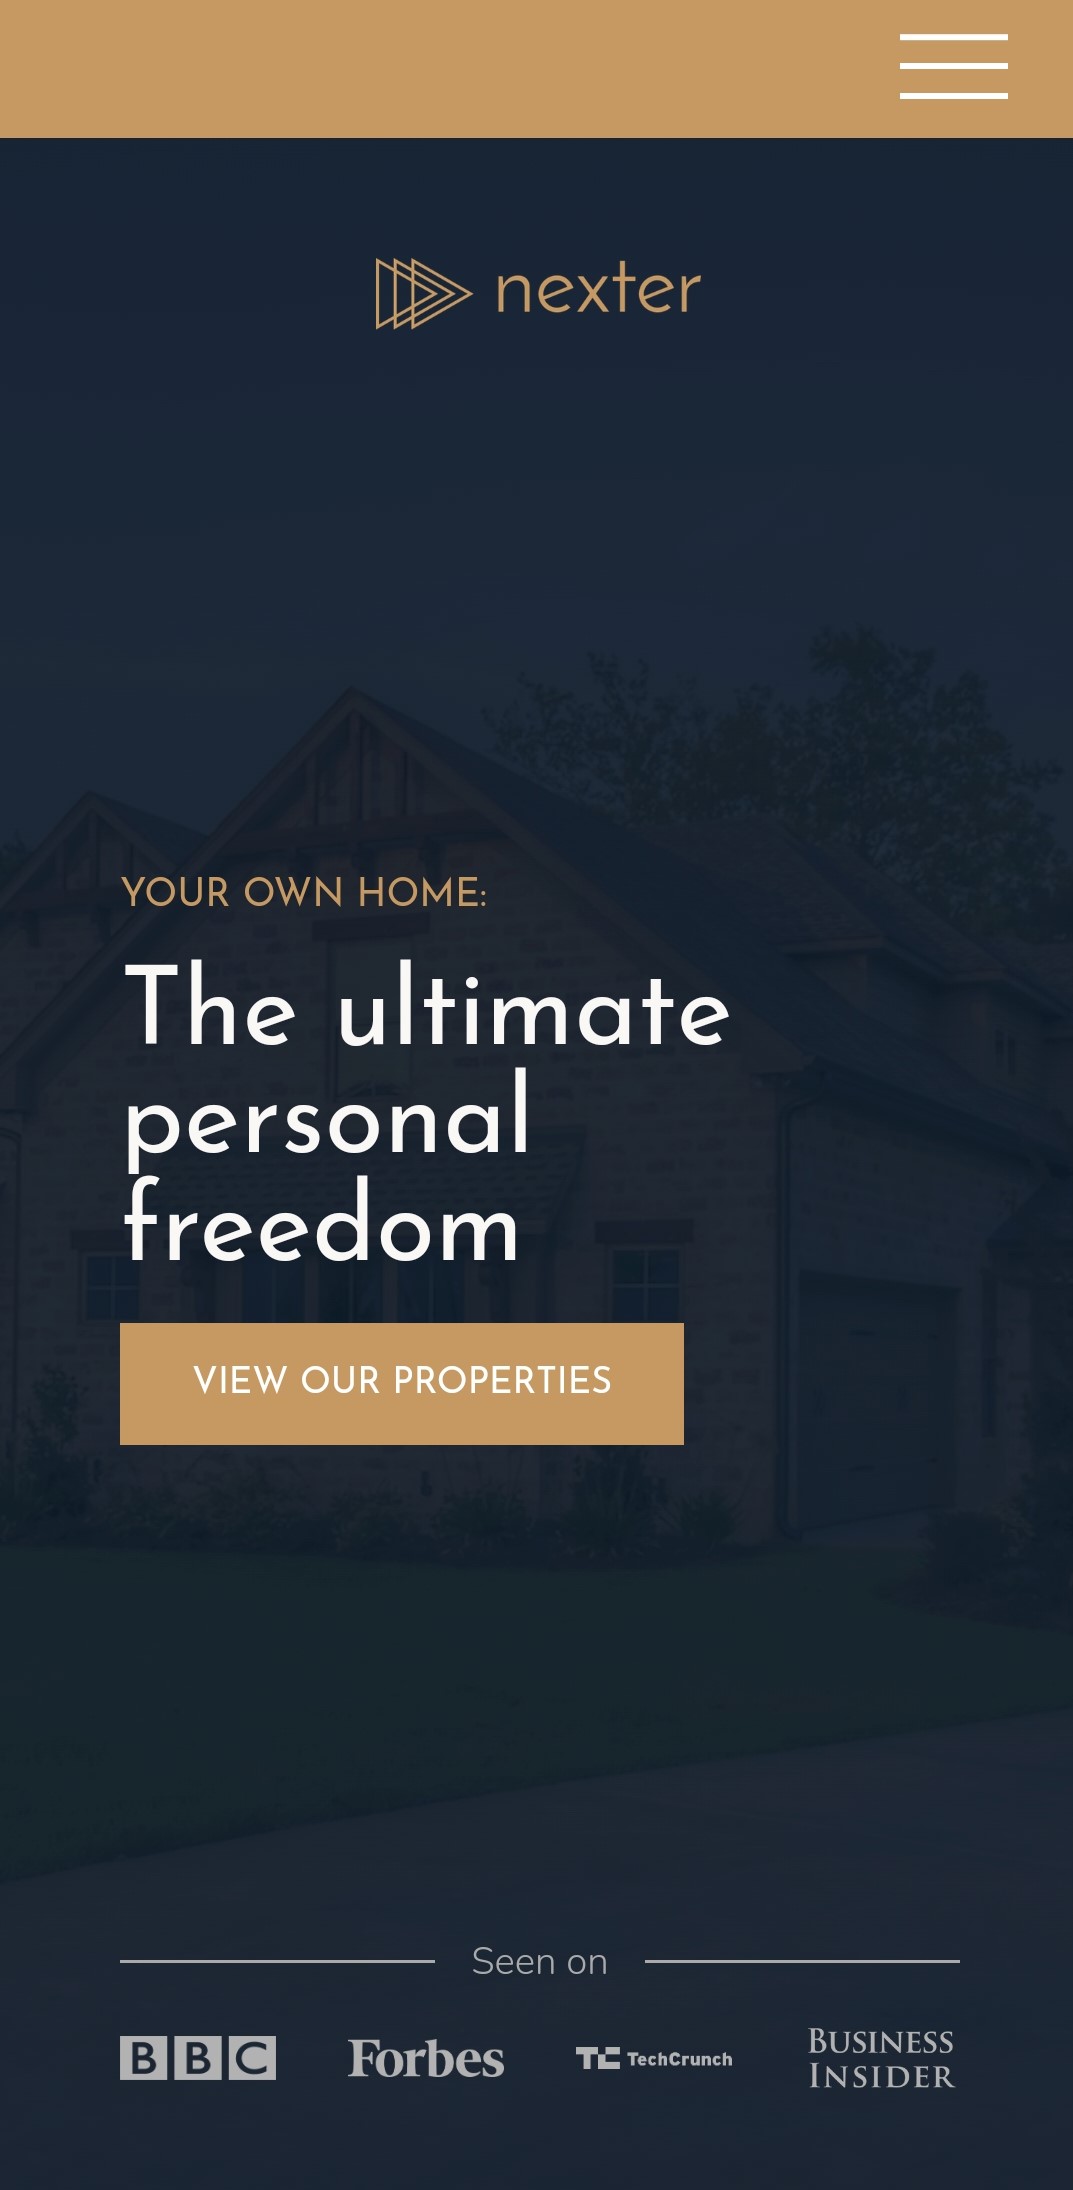 nexter
YOUR OWN HOME:
The ultimate
personal
freedom
VIEW OUR PROPERTIES
Seen on
BBC
Forbes
TC TechCrunch
BUSINESS
INSIDER